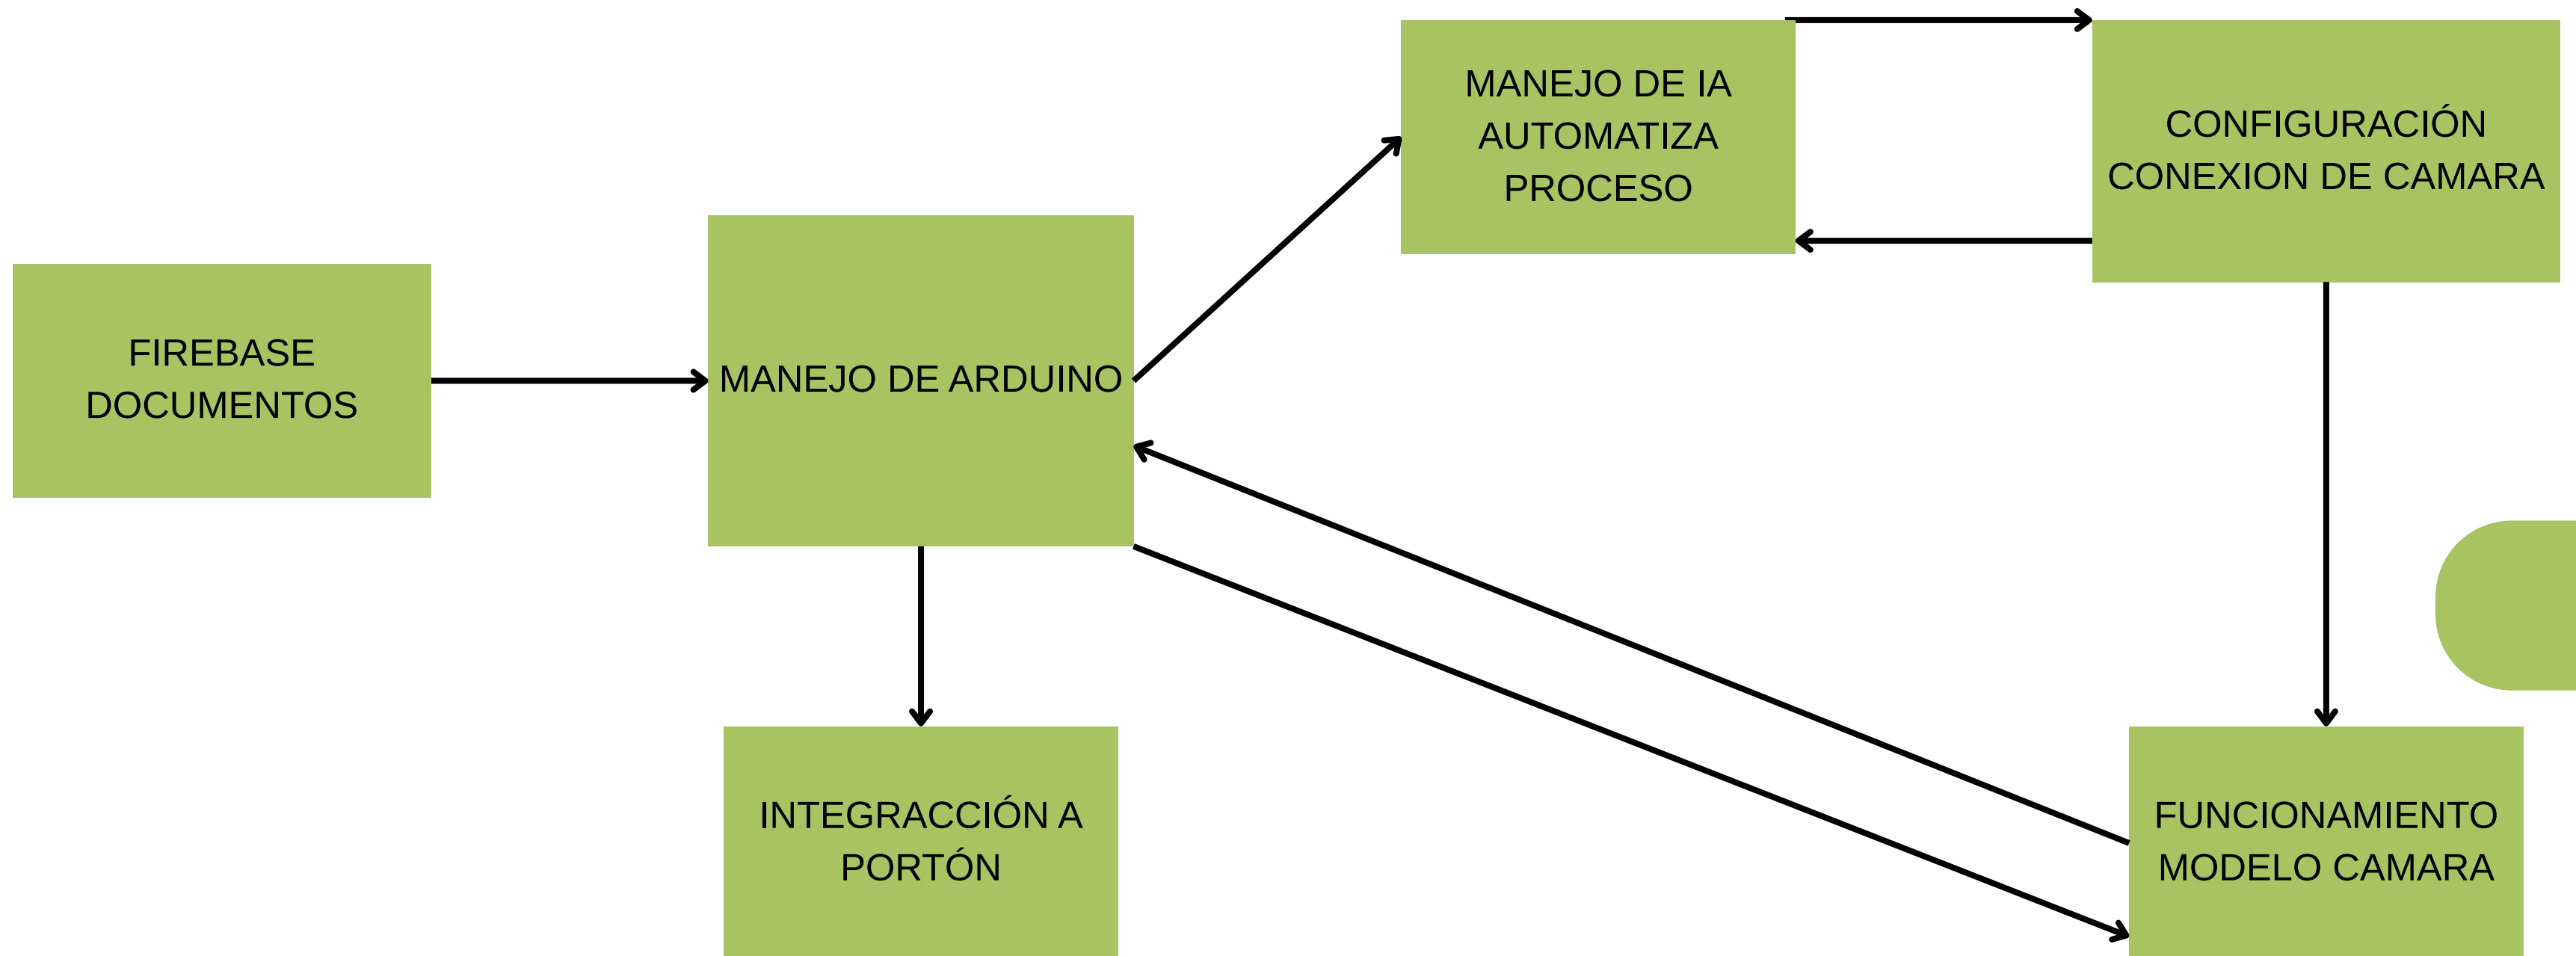 MANEJO DE IA
AUTOMATIZA
PROCESO
CONFIGURACIÓN
CONEXION DE CAMARA
FIREBASE
DOCUMENTOS
MANEJO DE ARDUINO
INTEGRACCIÓN A
PORTÓN
FUNCIONAMIENTO
MODELO CAMARA